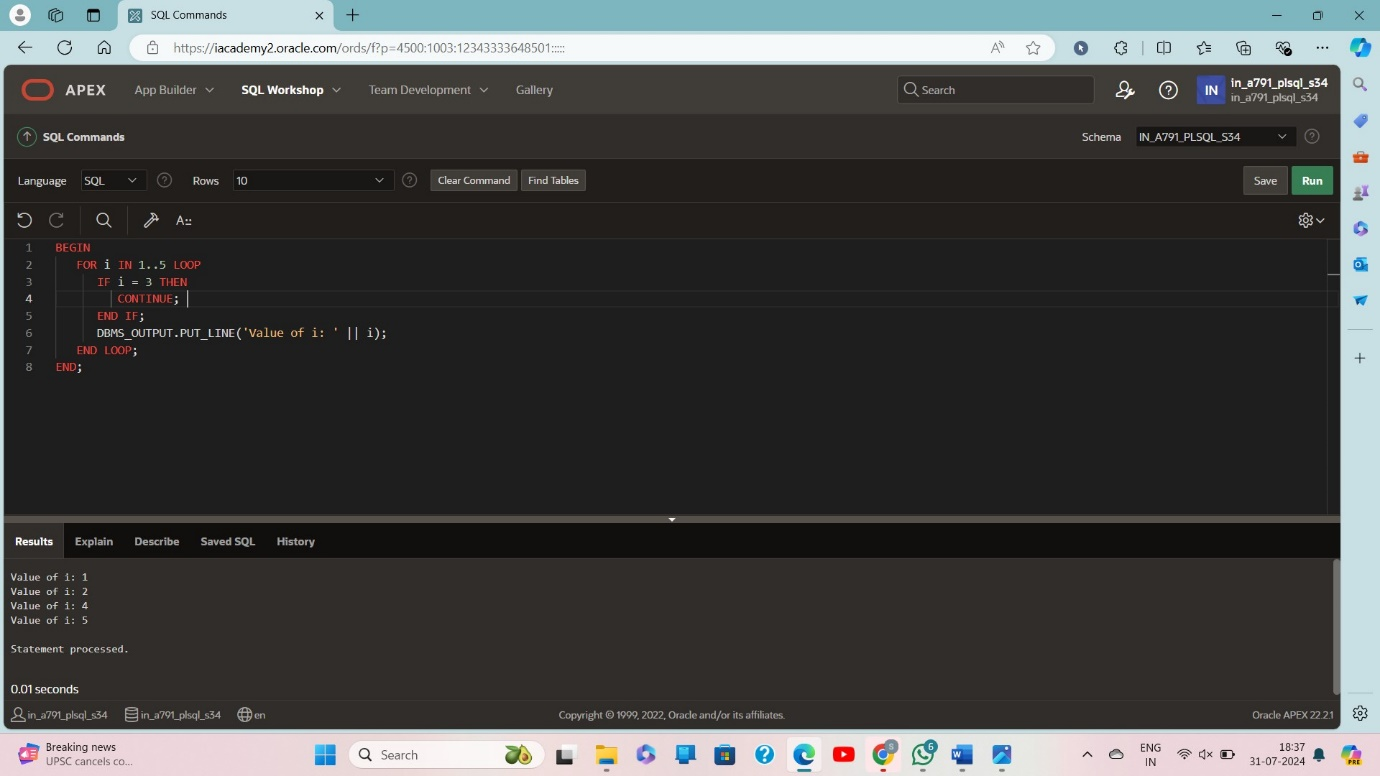 SQL Commands
https://iacademy2.oracle.com/ords/f?p=4500:1003:12343333648501:::::
APEX App Builder SQL Workshop Team Development Gallery Search IN in_a791_plsql_s34
in_a791_plsql_s34
SQL Commands Schema IN_A791_PLSQL_S34
Language SQL Rows 10 Clear Command Find Tables Save Run
1 BEGIN
2 FOR i IN 1..5 LOOP
3 IF i = 3 THEN
4 CONTINUE;
5 END IF;
6 DBMS_OUTPUT.PUT_LINE('Value of i: ' || i);
7 END LOOP;
8 END;
Results Explain Describe Saved SQL History
Value of i: 1
Value of i: 2
Value of i: 4
Value of i: 5
Statement processed.
0.01 seconds
in_a791_plsql_s34 in_a791_plsql_s34 en Copyright © 1999, 2022, Oracle and/or its affiliates. Oracle APEX 22.2.1
Breaking news
UPSC cancels co...
Search
6
ENG
IN
18:37
31-07-2024
PRE